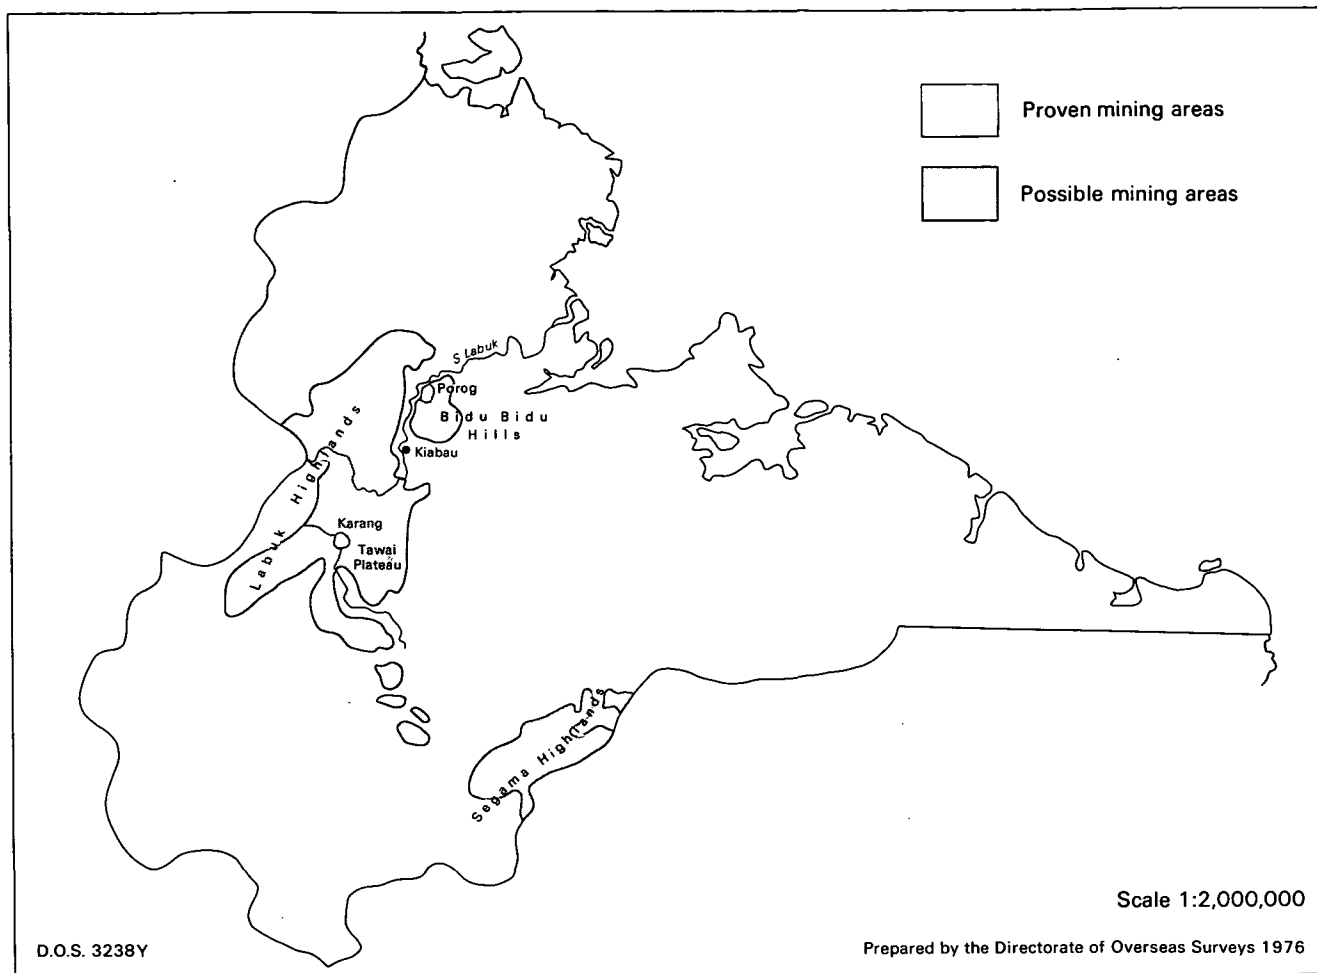 Proven mining areas
Possible mining areas
S Labuk
Porog
Bidu Bidu
Hills
Kiabau
Labuk Highlands
Karang
Tawai
Plateau
Segama Highlands
Scale 1:2,000,000
D.O.S. 3238Y
Prepared by the Directorate of Overseas Surveys 1976